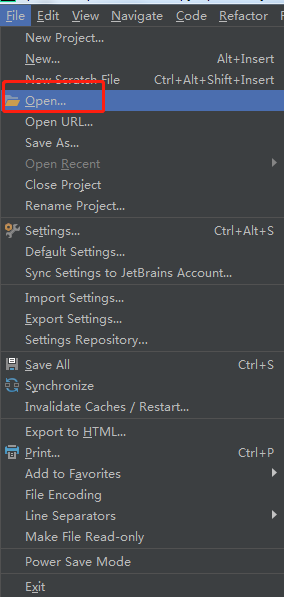 File Edit View Navigate Code Refactor
New Project...
New... Alt+Insert
New Scratch File Ctrl+Alt+Shift+Insert
Open...
Open URL...
Save As...
Open Recent
Close Project
Rename Project...
Settings... Ctrl+Alt+S
Default Settings...
Sync Settings to JetBrains Account...
Import Settings...
Export Settings...
Settings Repository...
Save All Ctrl+S
Synchronize
Invalidate Caches / Restart...
Export to HTML...
Print... Ctrl+P
Add to Favorites
File Encoding
Line Separators
Make File Read-only
Power Save Mode
Exit